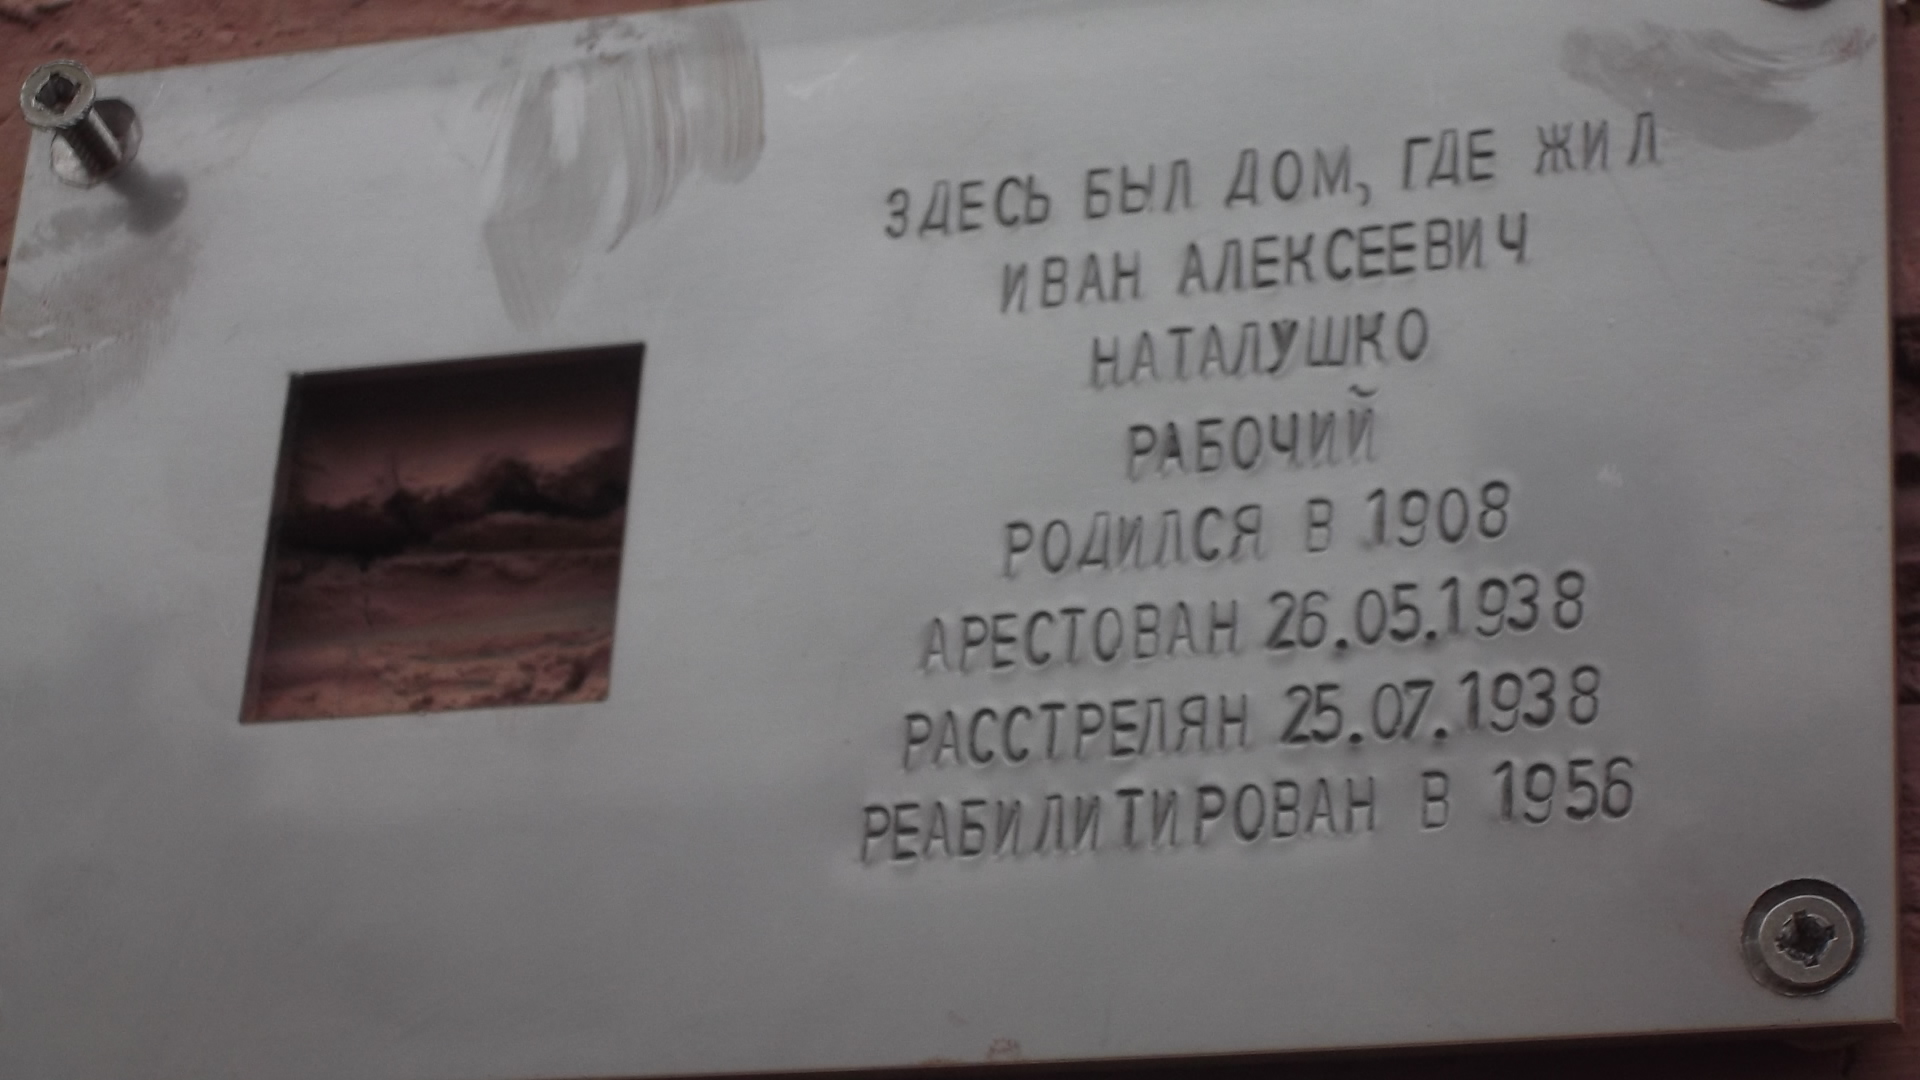 ЗДЕСЬ БЫЛ ДОМ, ГДЕ ЖИЛ
ИВАН АЛЕКСЕЕВИЧ
НАТАЛУШКО
РАБОЧИЙ
РОДИЛСЯ В 1908
АРЕСТОВАН 26.05.1938
РАССТРЕЛЯН 25.07.1938
РЕАБИЛИТИРОВАН В 1956